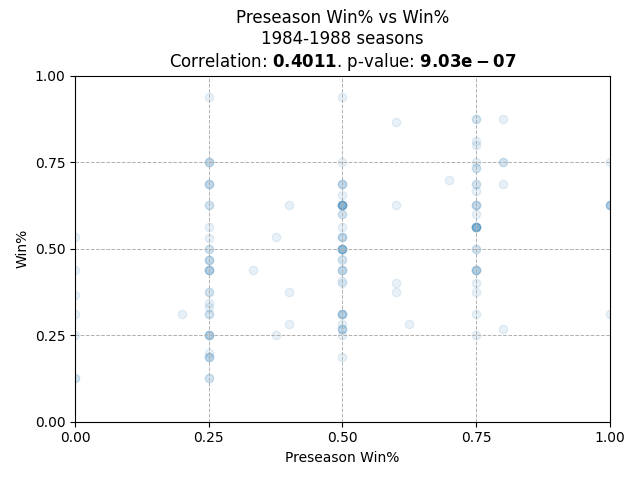 Preseason Win% vs Win%
1984-1988 seasons
Correlation: 0.4011. p-value: 9.03e − 07
1.00
0.75
0.50
0.25
0.00
Win%
0.00 0.25 0.50 0.75 1.00
Preseason Win%